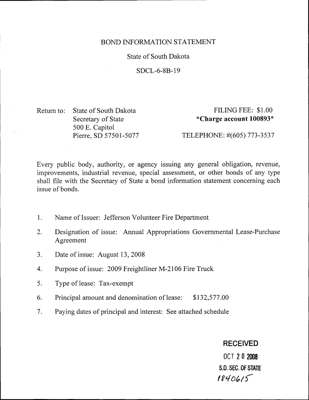 BOND INFORMATION STATEMENT
State of South Dakota
SDCL-6-8B-19
Return to: State of South Dakota FILING FEE: $1.00
Secretary of State *Charge account 100893*
500 E. Capitol
Pierre, SD 57501-5077 TELEPHONE: #(605) 773-3537
Every public body, authority, or agency issuing any general obligation, revenue,
improvements, industrial revenue, special assessment, or other bonds of any type
shall file with the Secretary of State a bond information statement concerning each
issue of bonds.
1. Name of Issuer: Jefferson Volunteer Fire Department
2. Designation of issue: Annual Appropriations Governmental Lease-Purchase
Agreement
3. Date of issue: August 13, 2008
4. Purpose of issue: 2009 Freightliner M-2106 Fire Truck
5. Type of lease: Tax-exempt
6. Principal amount and denomination of lease: $132,577.00
7. Paying dates of principal and interest: See attached schedule
RECEIVED
OCT 20 2008
S.D. SEC. OF STATE
1840615